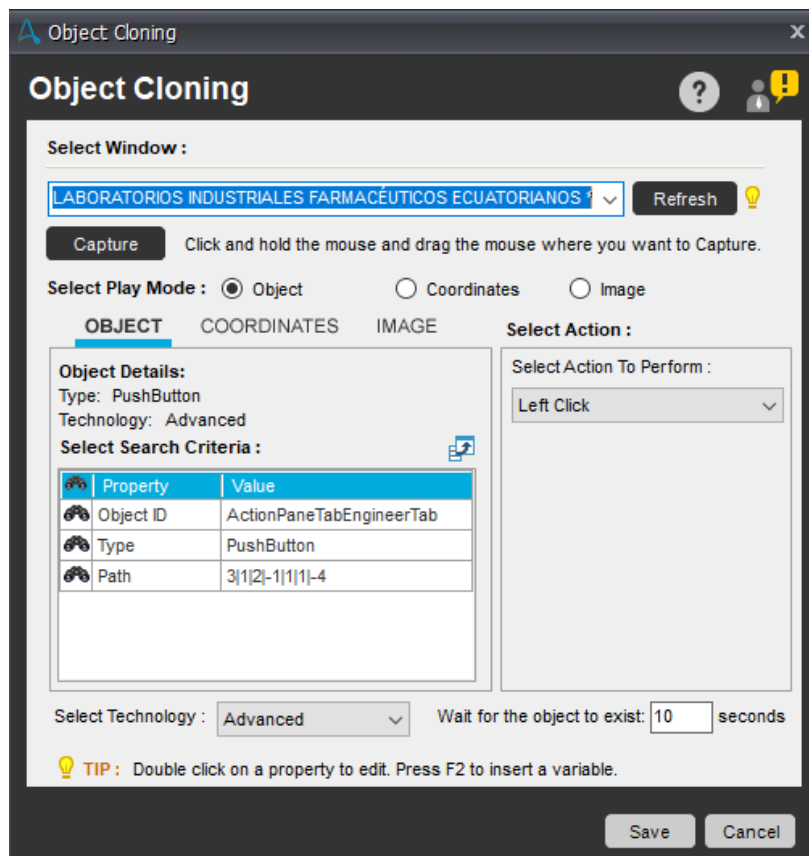 Object Cloning
Object Cloning
Select Window :
LABORATORIOS INDUSTRIALES FARMACÉUTICOS ECUATORIANOS
Refresh
Capture
Click and hold the mouse and drag the mouse where you want to Capture.
Select Play Mode : Object Coordinates Image
OBJECT COORDINATES IMAGE
Select Action :
Object Details:
Type: PushButton
Technology: Advanced
Select Search Criteria :
Property Value
Object ID ActionPaneTabEngineerTab
Type PushButton
Path 3|1|2|-1|1|1|-4
Select Action To Perform :
Left Click
Select Technology : Advanced
Wait for the object to exist: 10 seconds
TIP : Double click on a property to edit. Press F2 to insert a variable.
Save Cancel